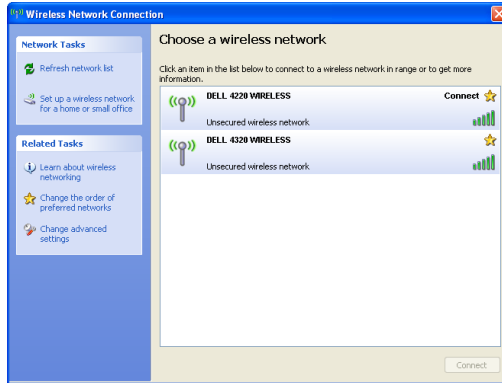 Wireless Network Connection
Network Tasks
Refresh network list
Set up a wireless network
for a home or small office
Related Tasks
Learn about wireless
networking
Change the order of
preferred networks
Change advanced
settings
Choose a wireless network
Click an item in the list below to connect to a wireless network in range or to get more
information.
DELL 4220 WIRELESS
Connect
Unsecured wireless network
DELL 4320 WIRELESS
Unsecured wireless network
Connect